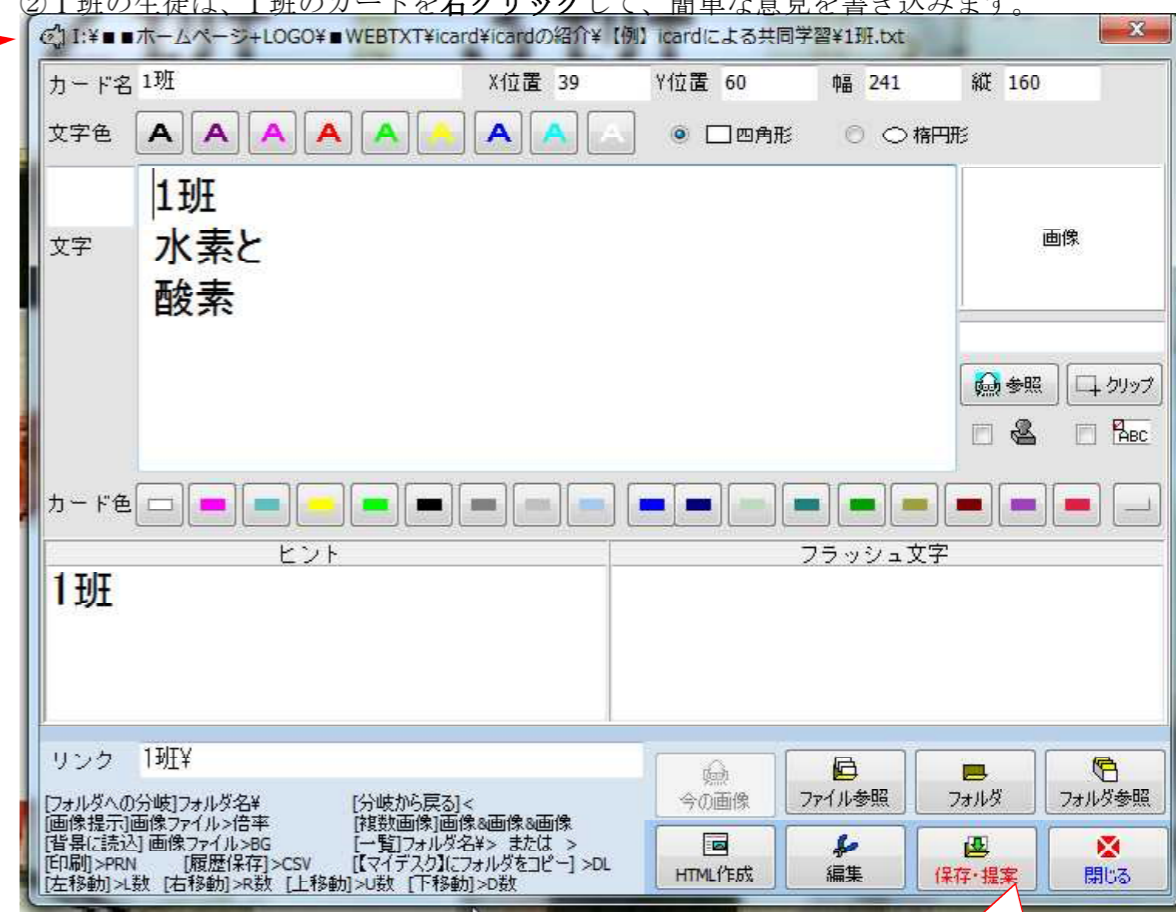 ②1班の生徒は、1班のカードを右クリックして、簡単な意見を書き込みます。
I:¥■■ホームページ+LOGO¥■WEBTXT¥icard¥icardの紹介¥【例】icardによる共同学習¥1班.txt
カード名 1班 X位置 39 Y位置 60 幅 241 縦 160
文字色 A A A A A A A A A 四角形 楕円形
文字
1班
水素と
酸素
画像
参照 クリップ
ABC
カード色
ヒント フラッシュ文字
1班
リンク 1班¥
今の画像 ファイル参照 フォルダ フォルダ参照
[フォルダへの分岐]フォルダ名¥ [分岐から戻る]<
[画像提示]画像ファイル>倍率 [複数画像]画像&画像&画像
[背景に読込] 画像ファイル>BG [一覧]フォルダ名¥> または >
[印刷]>PRN [履歴保存]>CSV [【マイデスク】にフォルダをコピー] >DL
[左移動]>L数 [右移動]>R数 [上移動]>U数 [下移動]>D数
HTML作成 編集 保存・提案 閉じる